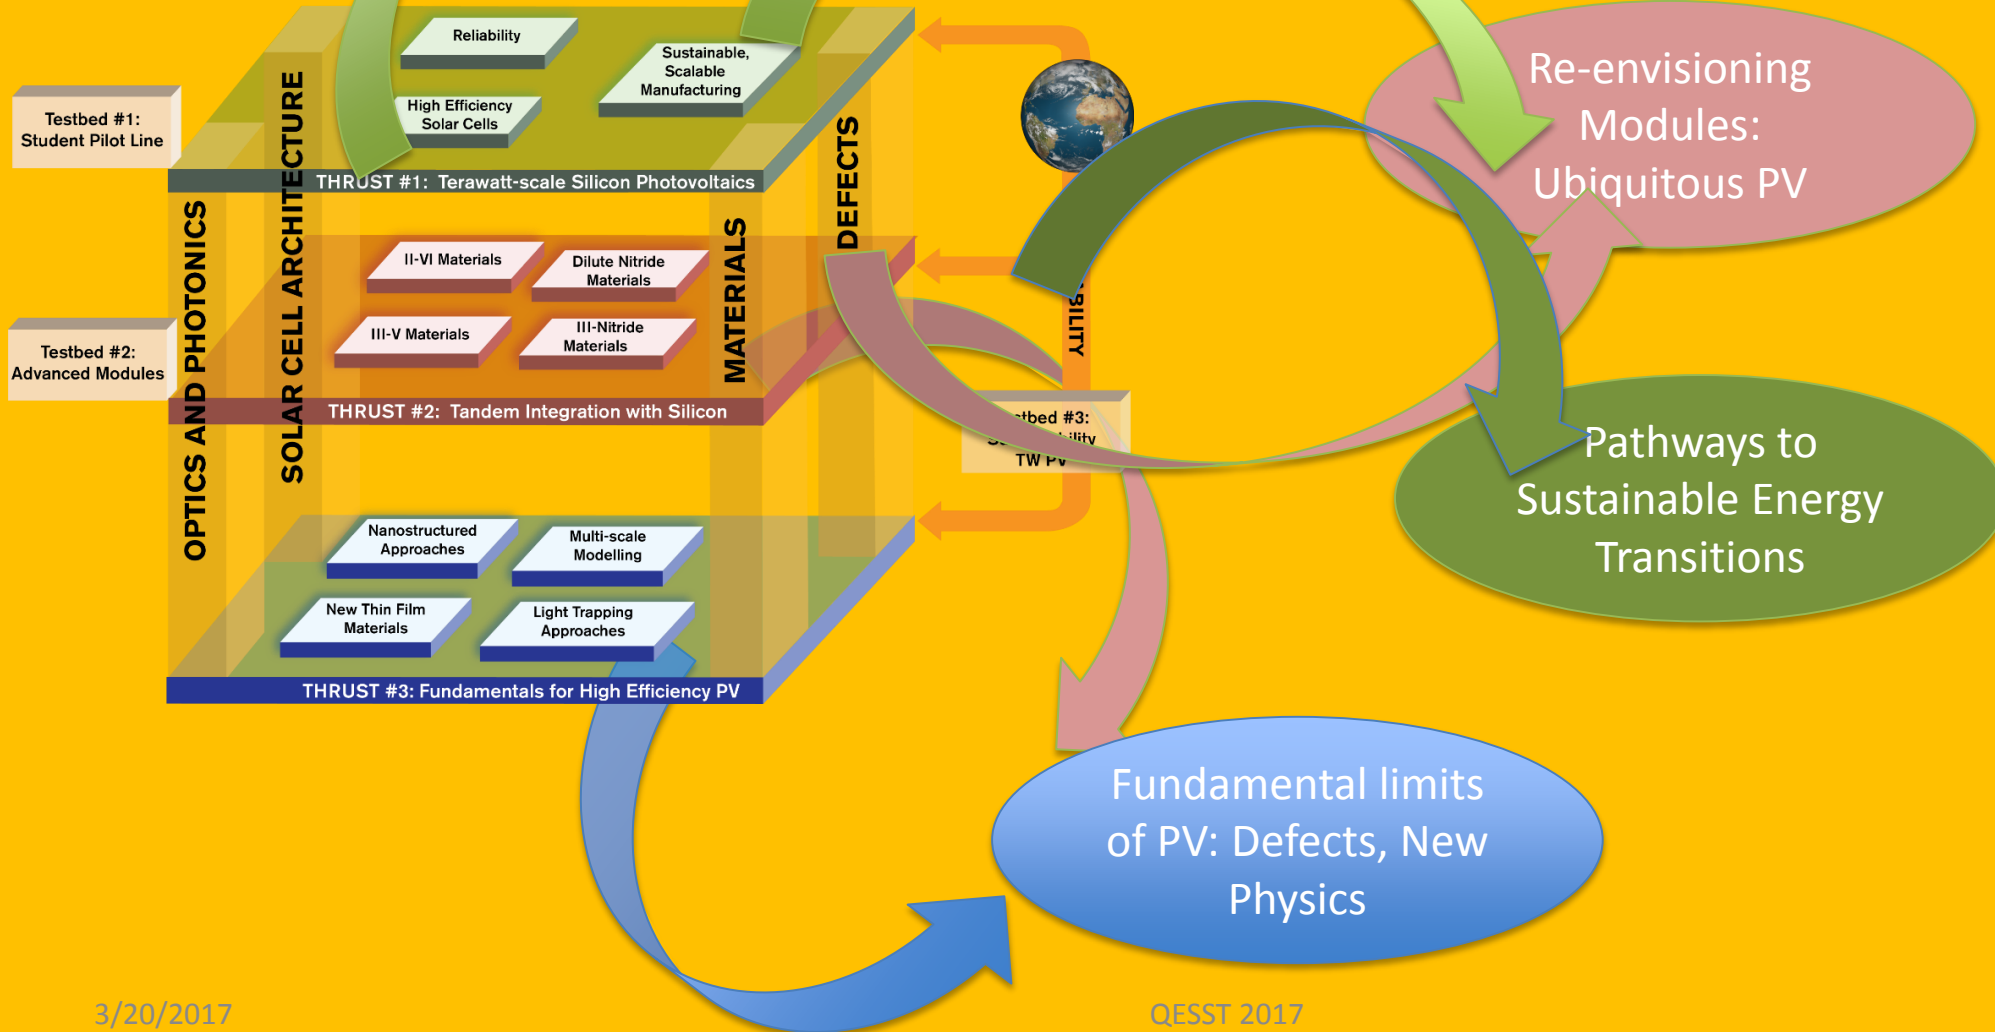 Reliability
Sustainable,
Scalable
Manufacturing
High Efficiency
Solar Cells
Testbed #1:
Student Pilot Line
THRUST #1: Terawatt-scale Silicon Photovoltaics
OPTICS AND PHOTONICS
SOLAR CELL ARCHITECTURE
MATERIALS
DEFECTS
II-VI Materials
Dilute Nitride
Materials
III-V Materials
III-Nitride
Materials
Testbed #2:
Advanced Modules
THRUST #2: Tandem Integration with Silicon
#3:
TW PV
Nanostructured
Approaches
Multi-scale
Modelling
New Thin Film
Materials
Light Trapping
Approaches
THRUST #3: Fundamentals for High Efficiency PV
Re-envisioning
Modules:
Ubiquitous PV
Pathways to
Sustainable Energy
Transitions
Fundamental limits
of PV: Defects, New
Physics
3/20/2017
QESST 2017